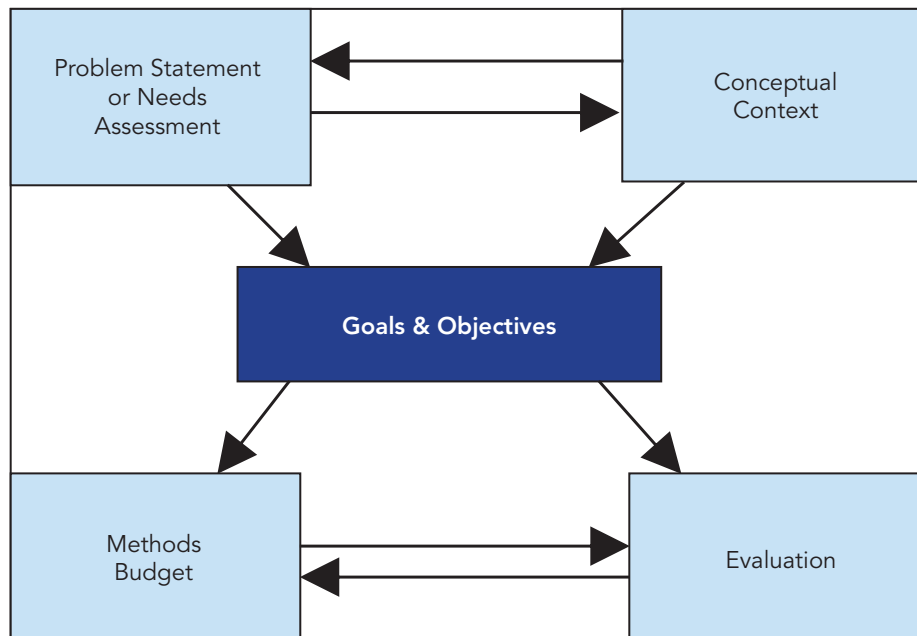 Problem Statement
or Needs
Assessment
Conceptual
Context
Goals & Objectives
Methods
Budget
Evaluation